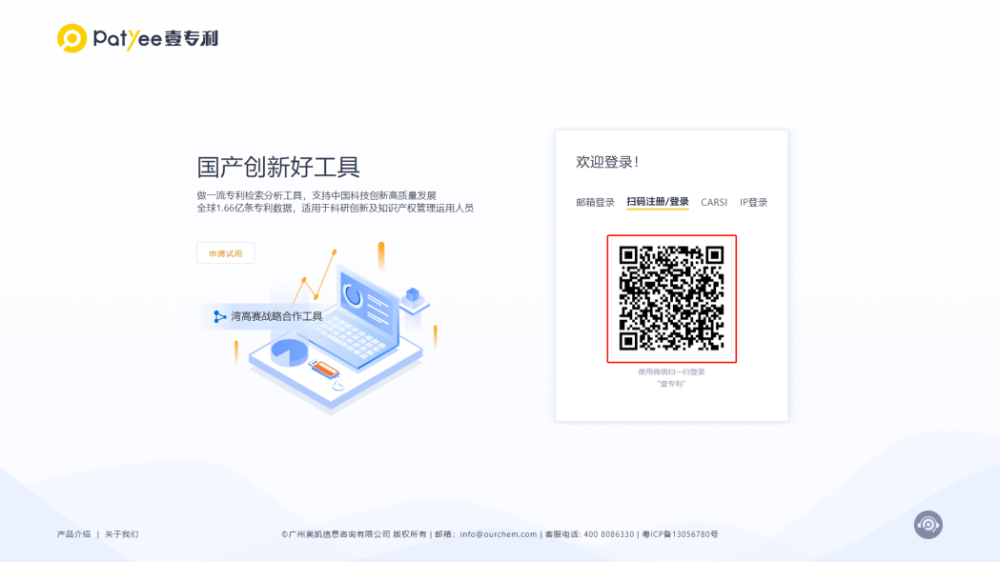 Patyee壹专利
国产创新好工具
做一流专利检索分析工具，支持中国科技创新高质量发展
全球1.66亿条专利数据，适用于科研创新及知识产权管理运用人员
申请试用
湾高赛战略合作工具
欢迎登录！
邮箱登录 扫码注册/登录 CARSI IP登录
使用微信扫一扫登录
“壹专利”
产品介绍 | 关于我们
©广州奥凯信息咨询有限公司 版权所有 | 邮箱：info@ourchem.com | 客服电话: 400 8086330 | 粤ICP备13056780号